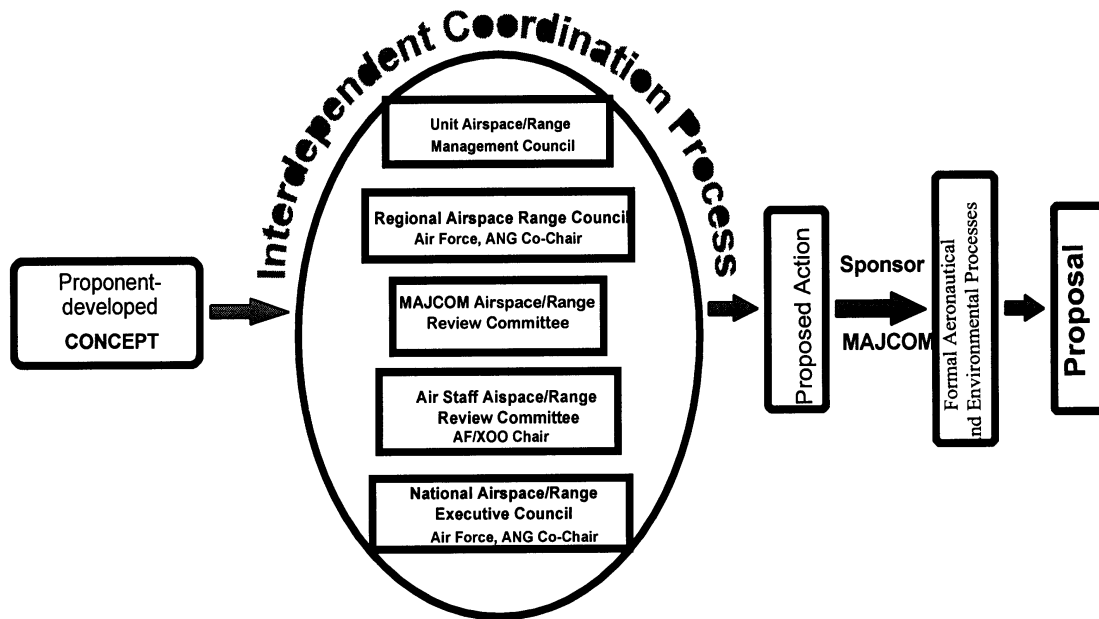 Interdependent Coordination Process
Unit Airspace/Range
Management Council
Regional Airspace Range Council
Air Force, ANG Co-Chair
MAJCOM Airspace/Range
Review Committee
Air Staff Aispace/Range
Review Committee
AF/XOO Chair
National Airspace/Range
Executive Council
Air Force, ANG Co-Chair
Proponent-
developed
CONCEPT
Proposed Action
Sponsor
MAJCOM
Formal Aeronautical
nd Environmental Processes
Proposal